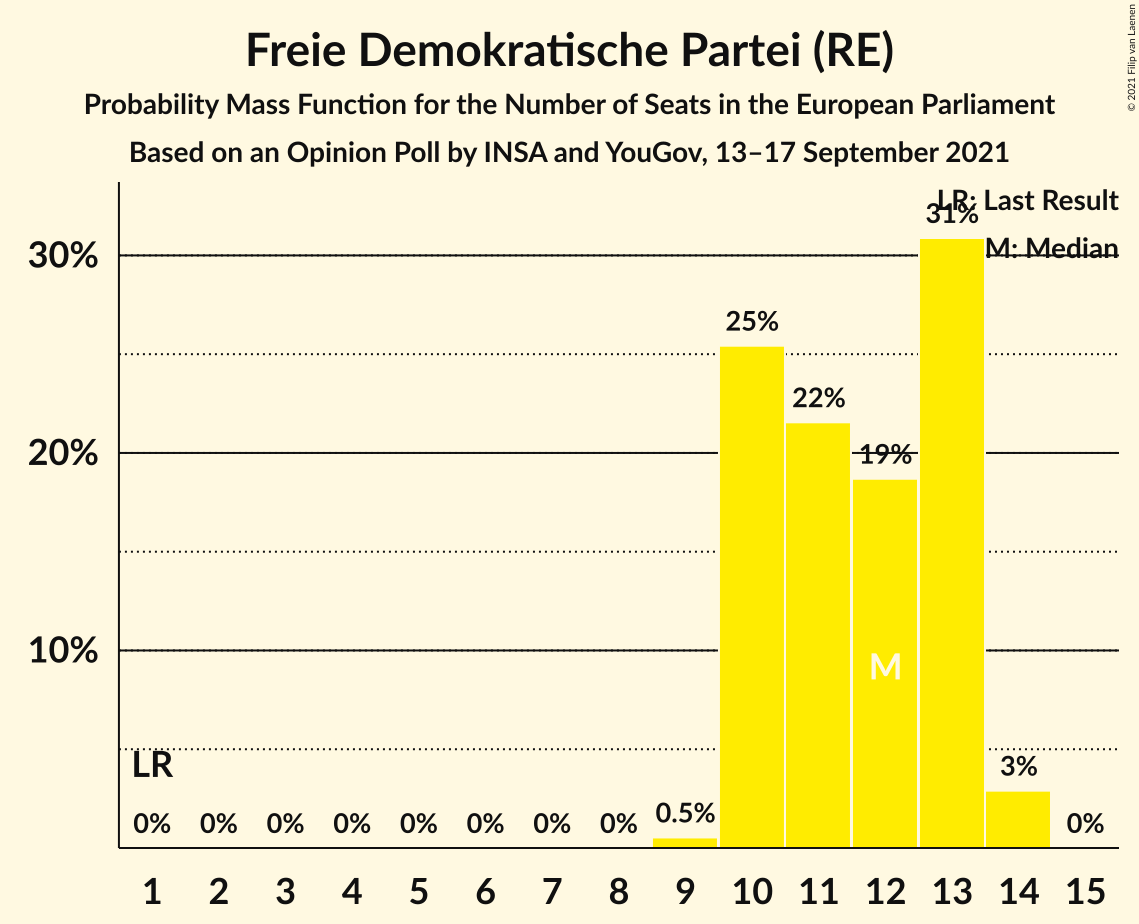 Freie Demokratische Partei (RE)
Probability Mass Function for the Number of Seats in the European Parliament
Based on an Opinion Poll by INSA and YouGov, 13–17 September 2021
© 2021 Filip van Laenen
LR: Last Result
M: Median
30%
20%
10%
31%
25%
22%
19%
M
LR
3%
0.5%
0% 0% 0% 0% 0% 0% 0% 0% 0%
1 2 3 4 5 6 7 8 9 10 11 12 13 14 15